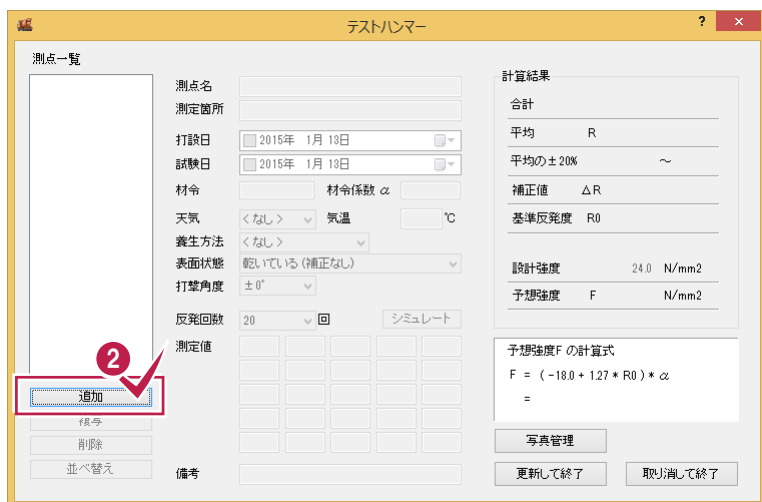 テストハンマー
?
×
測点一覧
測点名
測定箇所
打設日 2015年 1月 13日
試験日 2015年 1月 13日
材令 材令係数 α
天気 <なし> 気温 ℃
養生方法 <なし>
表面状態 乾いている(補正なし)
打撃角度 ±0°
反発回数 20 回 シミュレート
測定値
備考
2
追加
複写
削除
並べ替え
計算結果
合計
平均 R
平均の±20% ～
補正値 ΔR
基準反発度 R0
設計強度 24.0 N/mm2
予想強度 F N/mm2
予想強度F の計算式
F = ( -18.0 + 1.27 * R0 ) * α
=
写真管理
更新して終了
取り消して終了